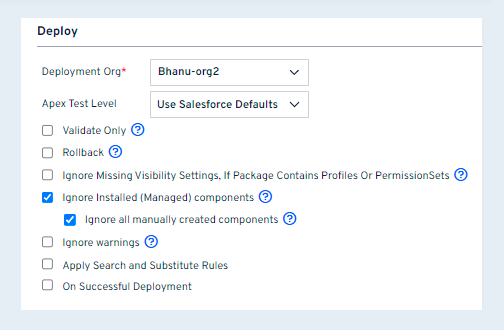 Deploy
Deployment Org*
Bhanu-org2
Apex Test Level
Use Salesforce Defaults
Validate Only ?
Rollback ?
Ignore Missing Visibility Settings, If Package Contains Profiles Or PermissionSets ?
Ignore Installed (Managed) components ?
Ignore all manually created components ?
Ignore warnings ?
Apply Search and Substitute Rules
On Successful Deployment